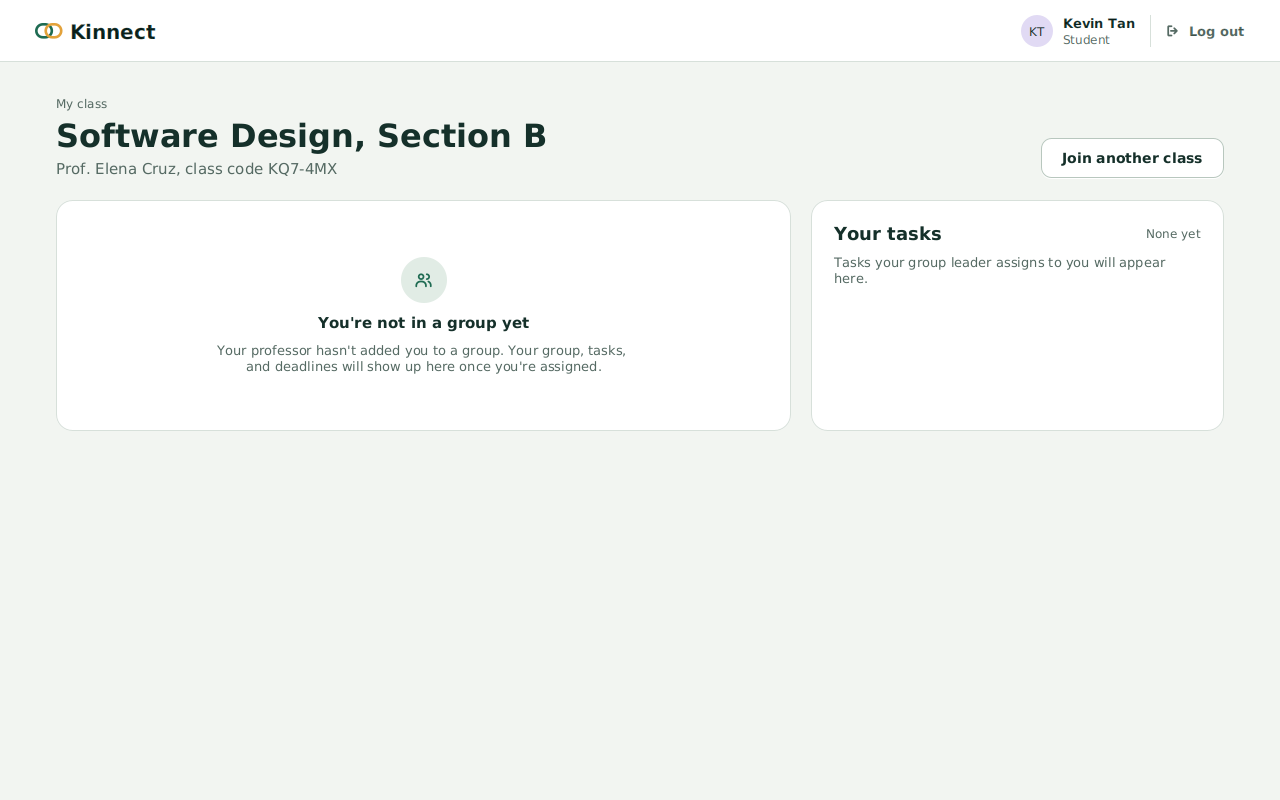 Kinnect
KT
Kevin Tan
Student
Log out
My class
Software Design, Section B
Prof. Elena Cruz, class code KQ7-4MX
Join another class
You're not in a group yet
Your professor hasn't added you to a group. Your group, tasks,
and deadlines will show up here once you're assigned.
Your tasks
None yet
Tasks your group leader assigns to you will appear
here.